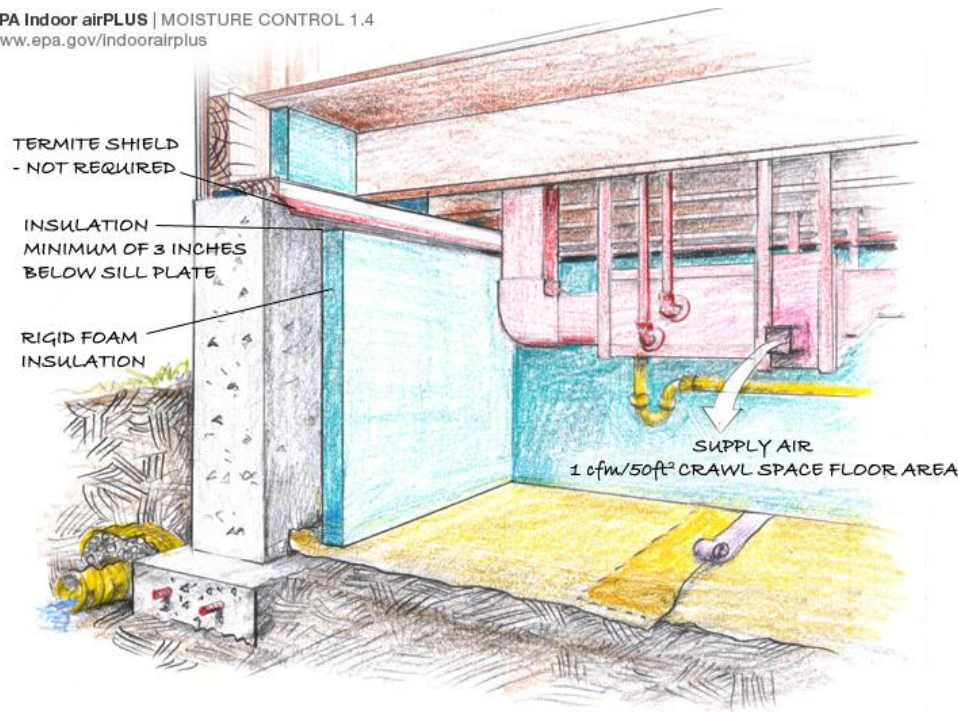 PA Indoor airPLUS | MOISTURE CONTROL 1.4
ww.epa.gov/indoorairplus
TERMITE SHIELD
- NOT REQUIRED
INSULATION
MINIMUM OF 3 INCHES
BELOW SILL PLATE
RIGID FOAM
INSULATION
SUPPLY AIR
1 cfm/50ft² CRAWL SPACE FLOOR AREA